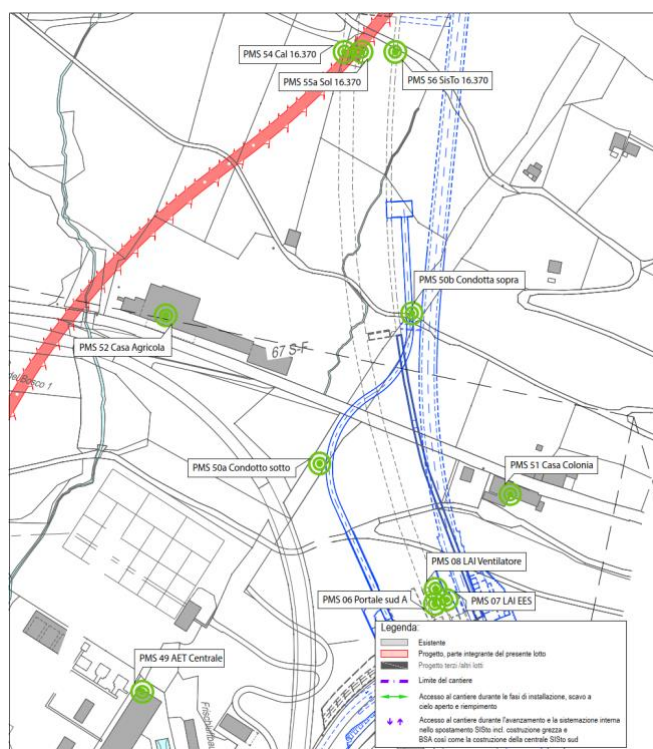 PMS 54 Cal 16.370
PMS 55a Sol 16.370
PMS 56 SisTo 16.370
PMS 50b Condotta sopra
PMS 52 Casa Agricola
67 S-F
del Bosco 1
PMS 50a Condotto sotto
PMS 51 Casa Colonia
PMS 08 LAI Ventilatore
PMS 06 Portale sud A
PMS 07 LAI EES
PMS 49 AET Centrale
Legenda:
Esistente
Progetto, parte integrante del presente lotto
Progetto terzi /altri lotti
Limite del cantiere
Accesso al cantiere durante le fasi di installazione, scavo a
cielo aperto e riempimento
Accesso al cantiere durante l'avanzamento e la sistemazione interna
nello spostamento SISto incl. costruzione grezza e
BSA così come la costruzione della centrale SISto sud